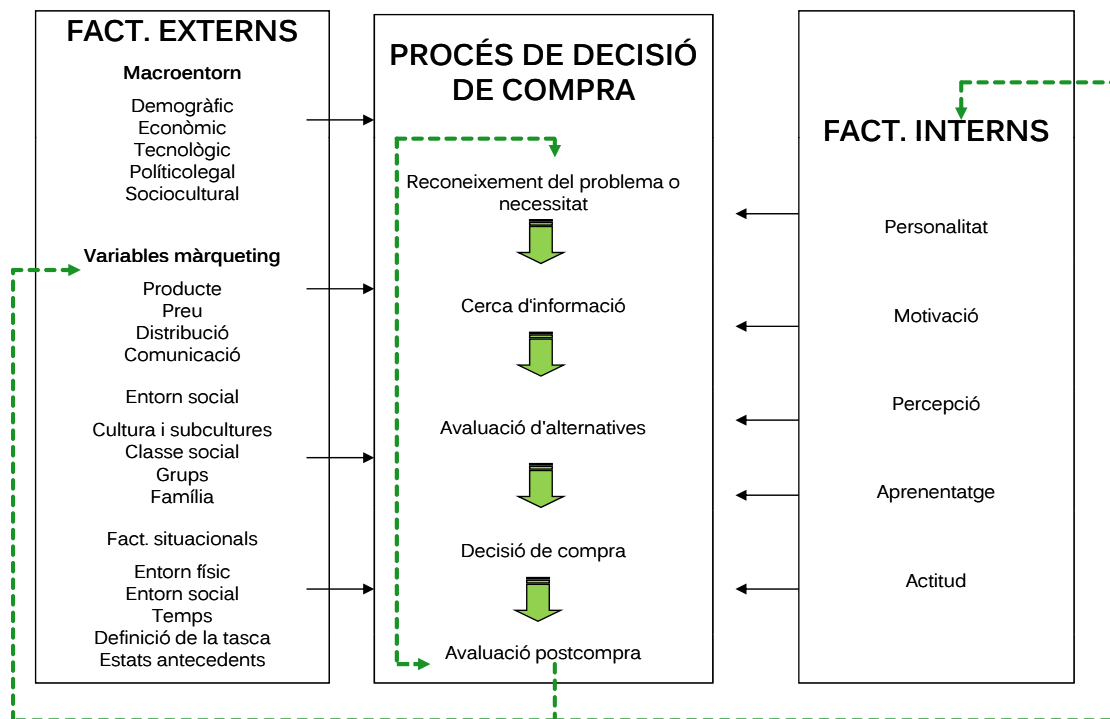 FACT. EXTERNS
Macroentorn
Demogràfic
Econòmic
Tecnològic
Políticolegal
Sociocultural
Variables màrqueting
Producte
Preu
Distribució
Comunicació
Entorn social
Cultura i subcultures
Classe social
Grups
Família
Fact. situacionals
Entorn físic
Entorn social
Temps
Definició de la tasca
Estats antecedents
PROCÉS DE DECISIÓ
DE COMPRA
Reconeixement del problema o
necessitat
Cerca d'informació
Avaluació d'alternatives
Decisió de compra
Avaluació postcompra
FACT. INTERNS
Personalitat
Motivació
Percepció
Aprenentatge
Actitud